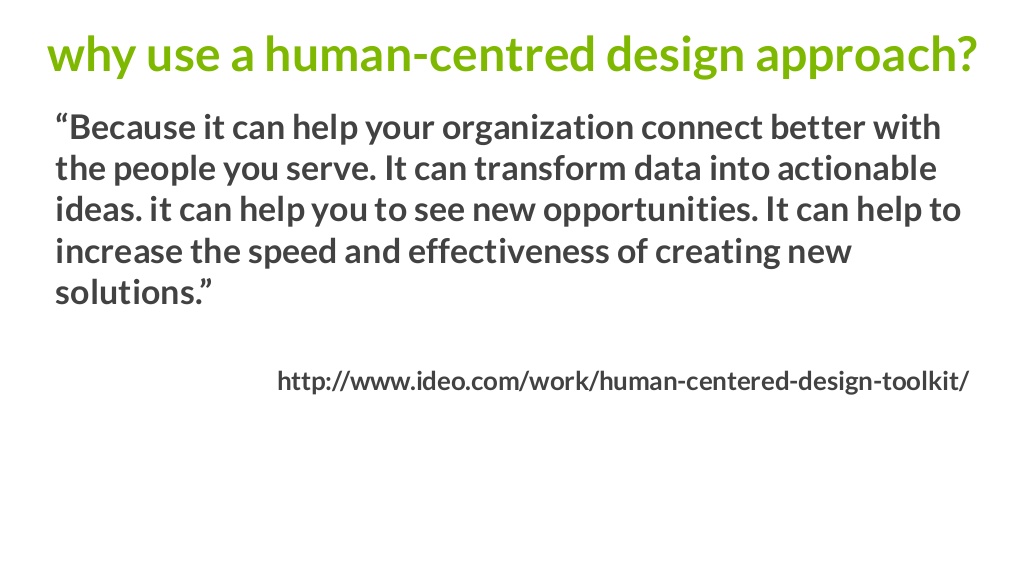 why use a human-centred design approach?
“Because it can help your organization connect better with
the people you serve. It can transform data into actionable
ideas. it can help you to see new opportunities. It can help to
increase the speed and effectiveness of creating new
solutions.”
http://www.ideo.com/work/human-centered-design-toolkit/